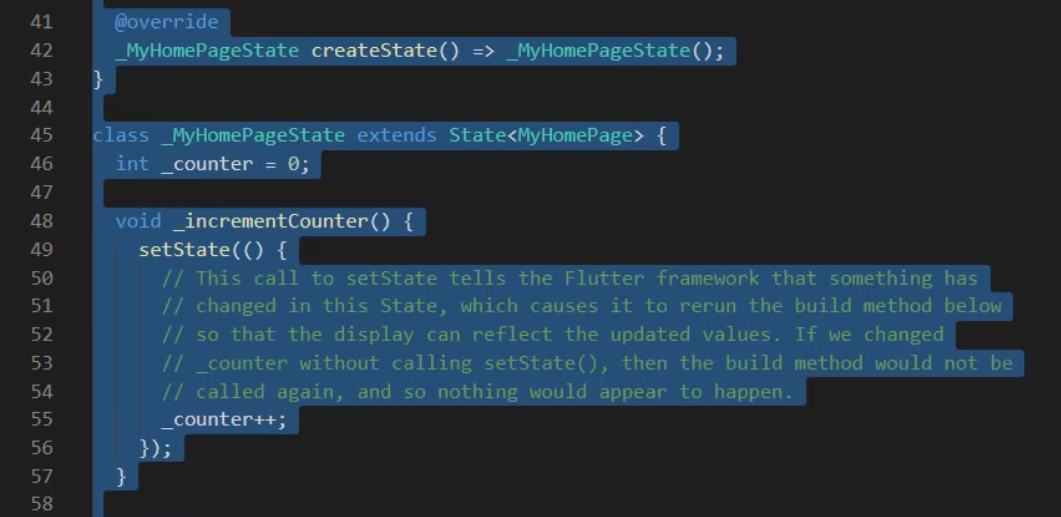 41 @override
42 _MyHomePageState createState() => _MyHomePageState();
43 }
44
45 class _MyHomePageState extends State<MyHomePage> {
46 int _counter = 0;
47
48 void _incrementCounter() {
49 setState(() {
50 // This call to setState tells the Flutter framework that something has
51 // changed in this State, which causes it to rerun the build method below
52 // so that the display can reflect the updated values. If we changed
53 // _counter without calling setState(), then the build method would not be
54 // called again, and so nothing would appear to happen.
55 _counter++;
56 });
57 }
58